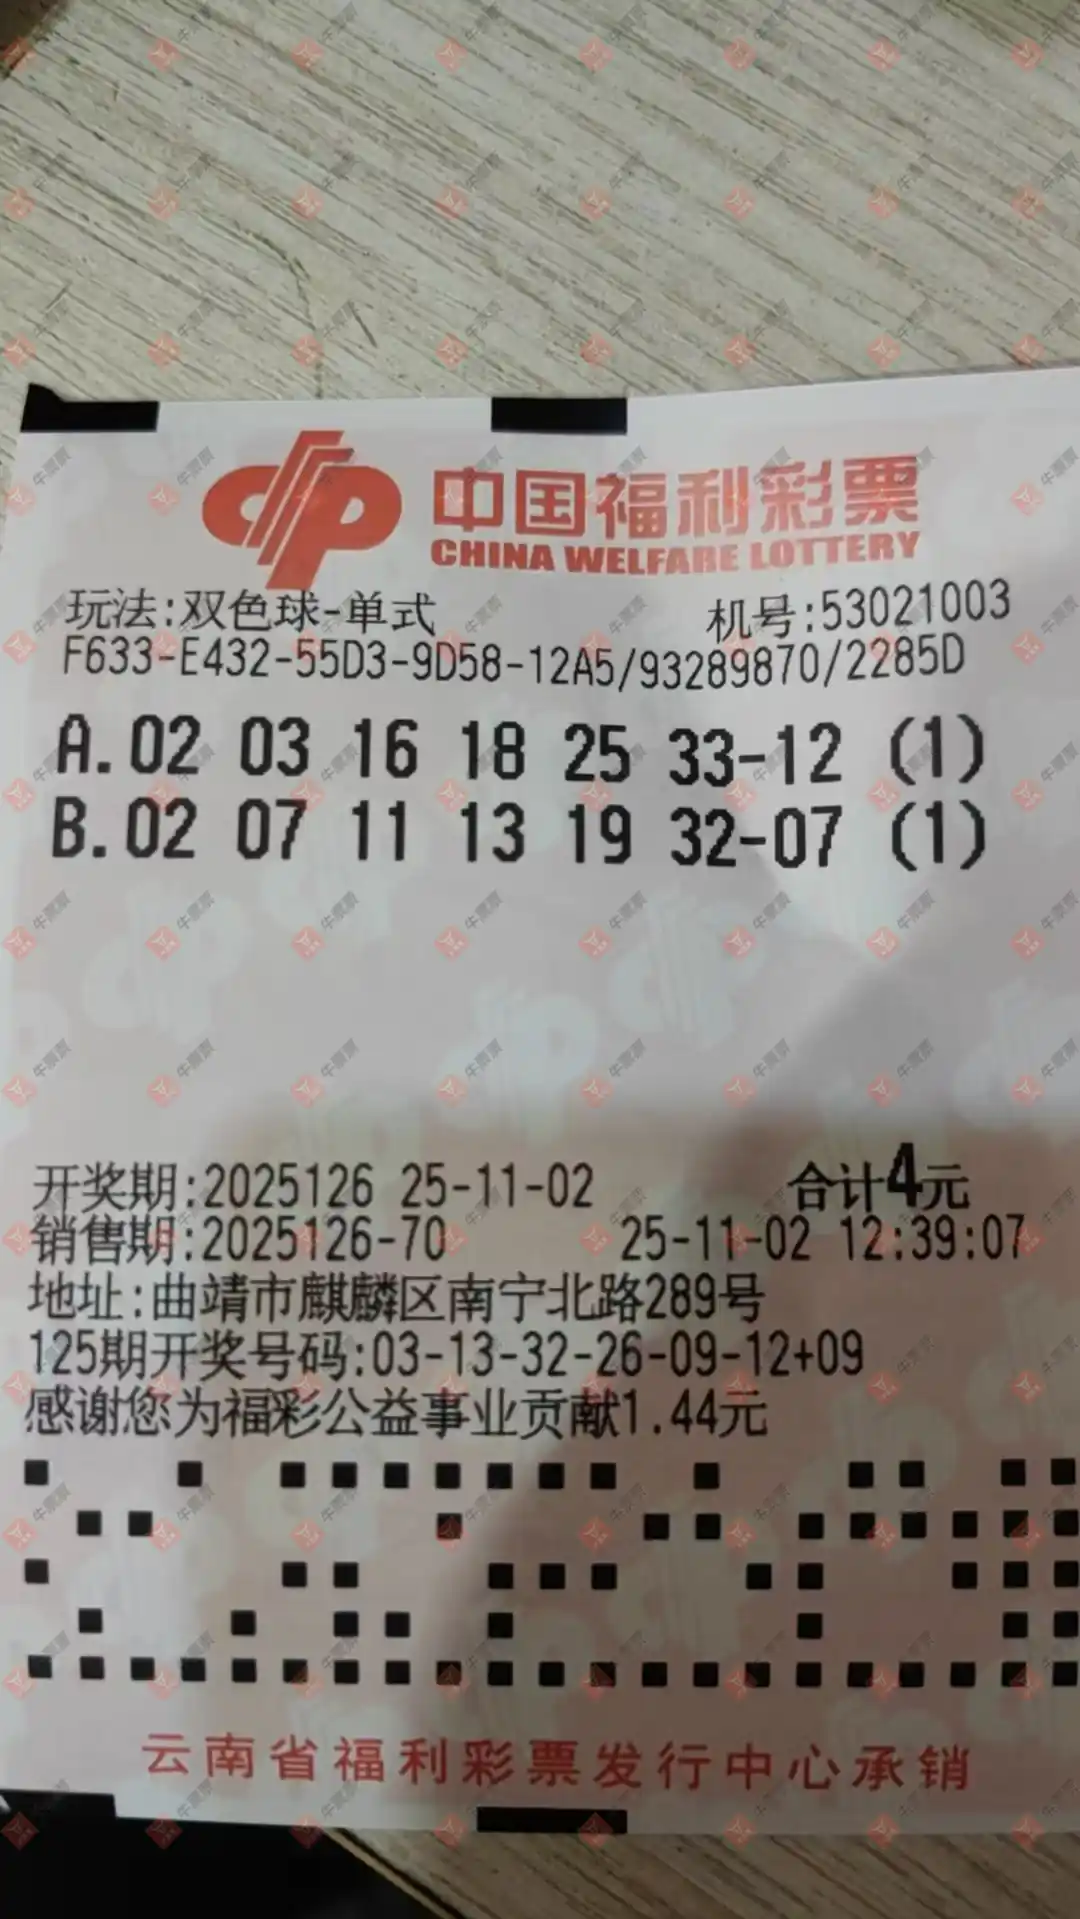 中国福利彩票
CHINA WELFARE LOTTERY
玩法:双色球-单式 机号:53021003
F633-E432-55D3-9D58-12A5/93289870/2285D
A.02 03 16 18 25 33-12 (1)
B.02 07 11 13 19 32-07 (1)
开奖期:2025126 25-11-02 合计4元
销售期:2025126-70 25-11-02 12:39:07
地址:曲靖市麒麟区南宁北路289号
125期开奖号码:03-13-32-26-09-12+09
感谢您为福彩公益事业贡献1.44元
云南省福利彩票发行中心承销